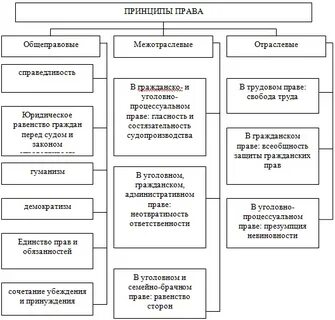 ПРИНЦИПЫ ПРАВА
Общеправовые
справедливость
Юридическое
равенство граждан
перед судом и
законом
гуманизм
демократизм
Единство прав и
обязанностей
сочетание убеждения
и принуждения
Межотраслевые
В гражданско- и
уголовно-
процессуальном
праве: гласность и
состязательность
судопроизводства
В уголовном,
гражданском,
административном
праве:
неотвратимость
ответственности
В уголовном и
семейно-брачном
праве: равенство
сторон
Отраслевые
В трудовом праве:
свобода труда
В гражданском
праве: всеобщность
защиты гражданских
прав
В уголовно-
процессуальном
праве: презумпция
невиновности